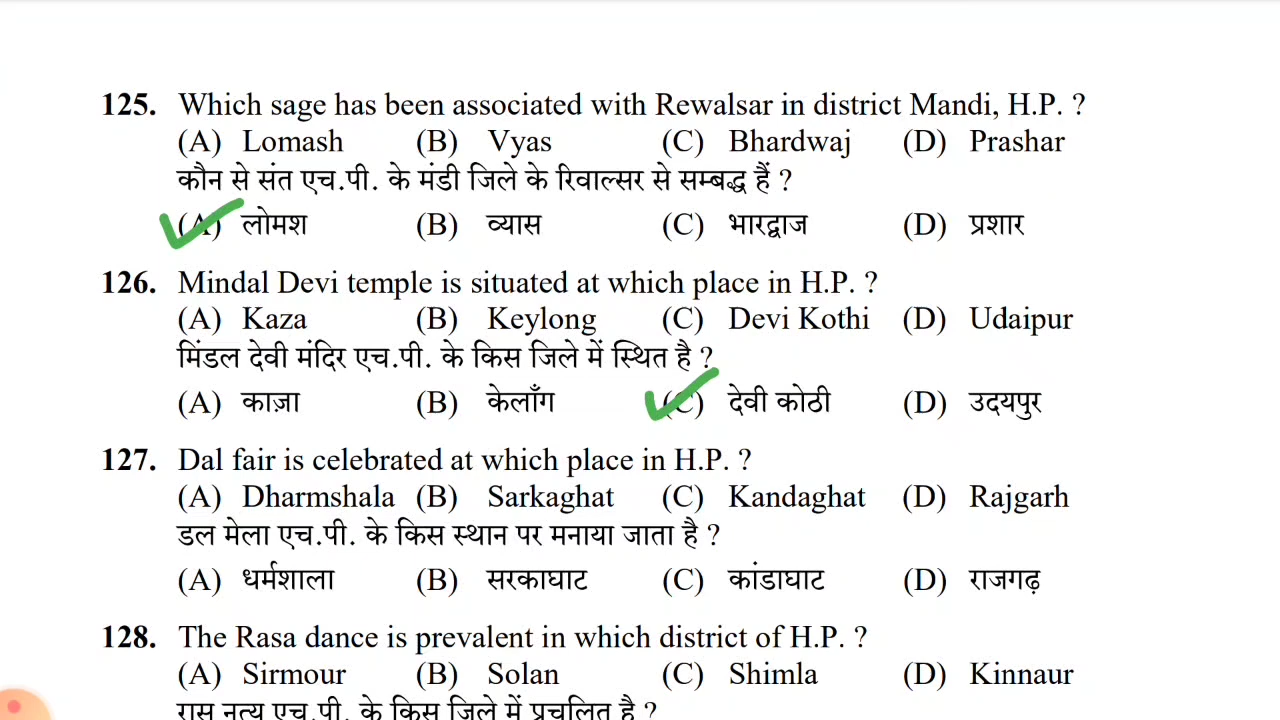 125. Which sage has been associated with Rewalsar in district Mandi, H.P. ?
(A) Lomash (B) Vyas (C) Bhardwaj (D) Prashar
कौन से संत एच.पी. के मंडी जिले के रिवाल्सर से सम्बद्ध हैं ?
(A) लोमश (B) व्यास (C) भारद्वाज (D) प्रशार
126. Mindal Devi temple is situated at which place in H.P. ?
(A) Kaza (B) Keylong (C) Devi Kothi (D) Udaipur
मिंडल देवी मंदिर एच.पी. के किस जिले में स्थित है ?
(A) काज़ा (B) केलाँग (C) देवी कोठी (D) उदयपुर
127. Dal fair is celebrated at which place in H.P. ?
(A) Dharmshala (B) Sarkaghat (C) Kandaghat (D) Rajgarh
डल मेला एच.पी. के किस स्थान पर मनाया जाता है ?
(A) धर्मशाला (B) सरकाघाट (C) कांडाघाट (D) राजगढ़
128. The Rasa dance is prevalent in which district of H.P. ?
(A) Sirmour (B) Solan (C) Shimla (D) Kinnaur
रास नृत्य एच.पी. के किस जिले में प्रचलित है ?